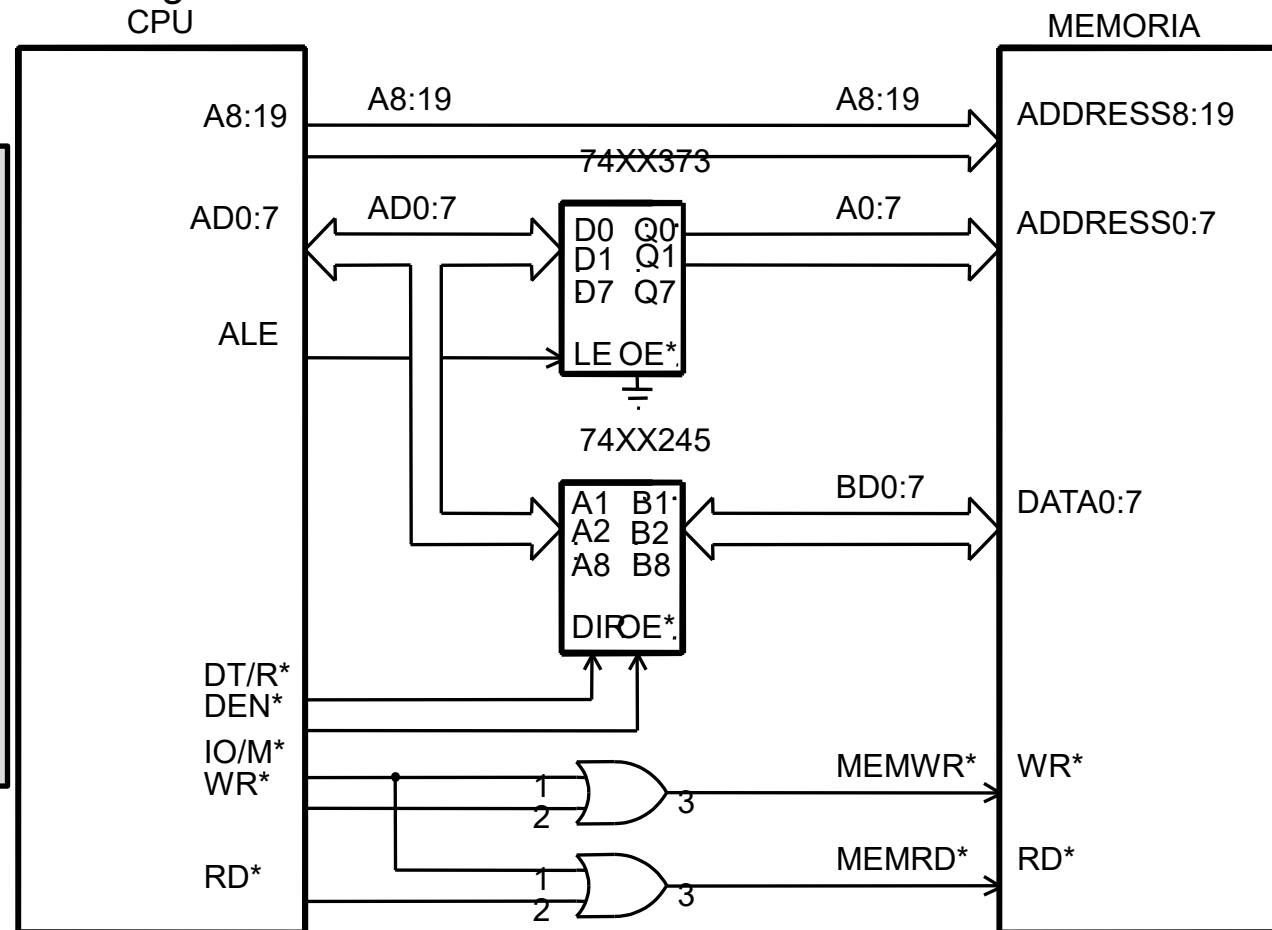 CPU
MEMORIA
A8:19 A8:19 A8:19 ADDRESS8:19
74XX373
AD0:7 AD0:7 A0:7 ADDRESS0:7
D0 Q0
D1 Q1
D7 Q7
ALE
LE OE*
74XX245
BD0:7 DATA0:7
A1 B1
A2 B2
A8 B8
DIR OE*
DT/R*
DEN*
IO/M*
WR* 1 MEMWR* WR*
2 3
MEMRD* RD*
RD* 1
2 3